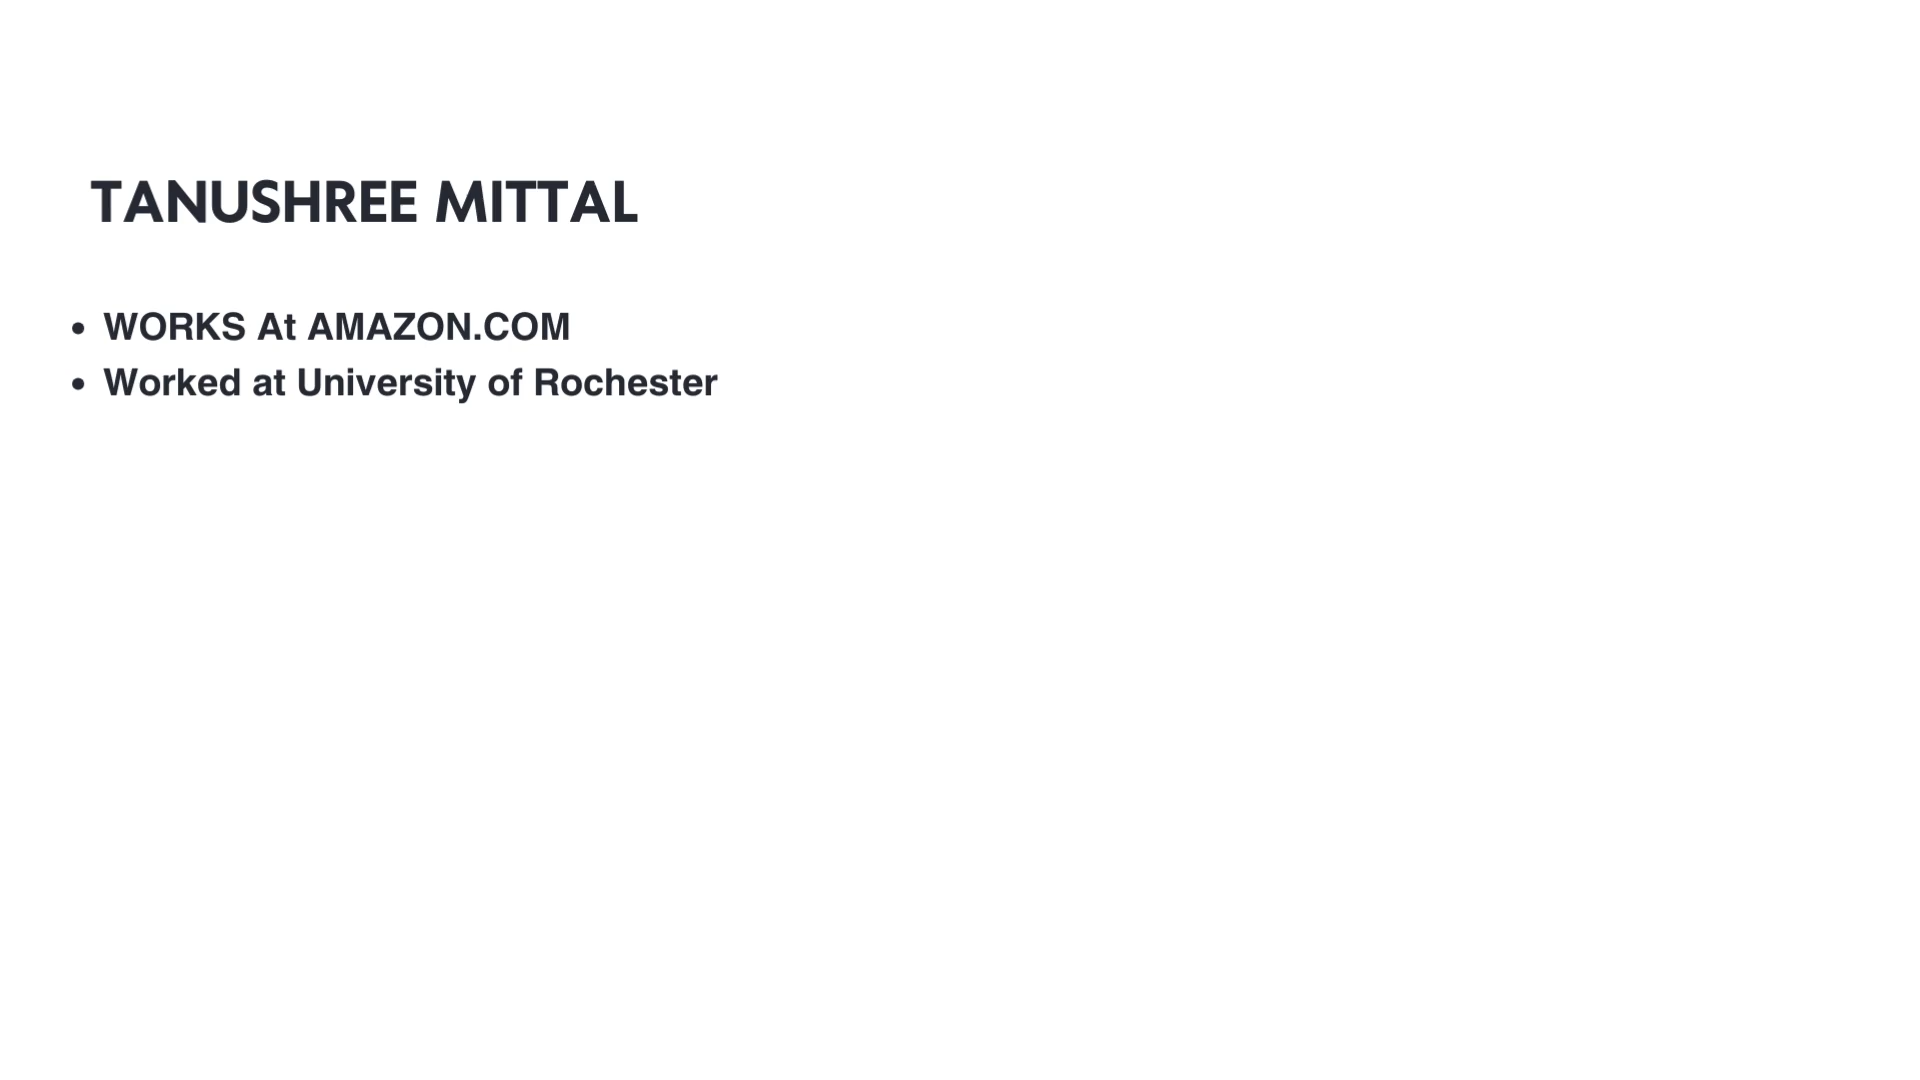 TANUSHREE MITTAL
• WORKS At AMAZON.COM
• Worked at University of Rochester